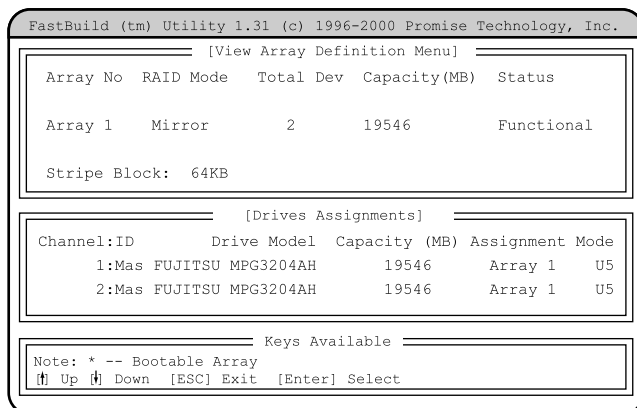 FastBuild (tm) Utility 1.31 (c) 1996-2000 Promise Technology, Inc.
[View Array Definition Menu]
Array No RAID Mode Total Dev Capacity(MB) Status
Array 1 Mirror 2 19546 Functional
Stripe Block: 64KB
[Drives Assignments]
Channel:ID Drive Model Capacity (MB) Assignment Mode
1:Mas FUJITSU MPG3204AH 19546 Array 1 U5
2:Mas FUJITSU MPG3204AH 19546 Array 1 U5
Keys Available
Note: * -- Bootable Array
[↑] Up [↓] Down [ESC] Exit [Enter] Select